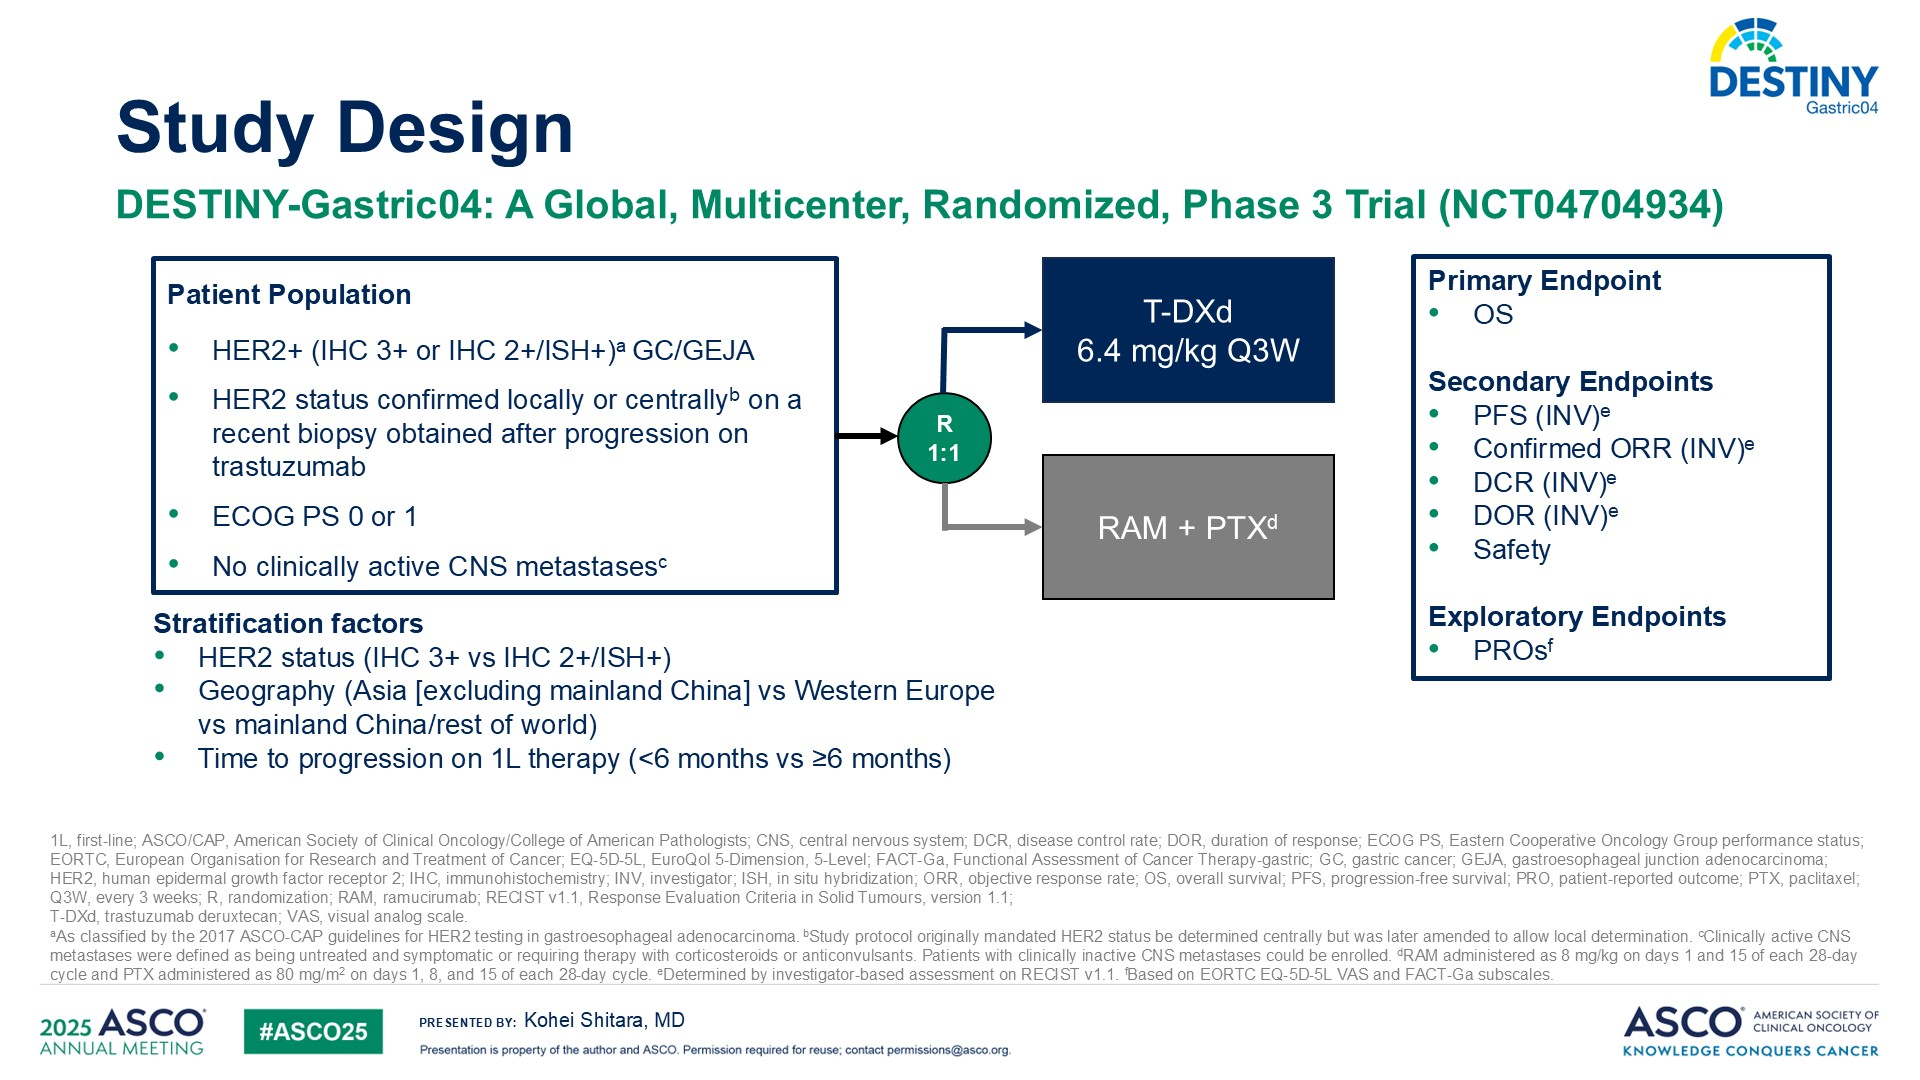 DESTINY
Gastric04
Study Design
DESTINY-Gastric04: A Global, Multicenter, Randomized, Phase 3 Trial (NCT04704934)
Patient Population
• HER2+ (IHC 3+ or IHC 2+/ISH+)ᵃ GC/GEJA
• HER2 status confirmed locally or centrallyᵇ on a
recent biopsy obtained after progression on
trastuzumab
• ECOG PS 0 or 1
• No clinically active CNS metastasesᶜ
R
1:1
T-DXd
6.4 mg/kg Q3W
RAM + PTXᵈ
Primary Endpoint
• OS
Secondary Endpoints
• PFS (INV)ᵉ
• Confirmed ORR (INV)ᵉ
• DCR (INV)ᵉ
• DOR (INV)ᵉ
• Safety
Exploratory Endpoints
• PROsᶠ
Stratification factors
• HER2 status (IHC 3+ vs IHC 2+/ISH+)
• Geography (Asia [excluding mainland China] vs Western Europe
vs mainland China/rest of world)
• Time to progression on 1L therapy (<6 months vs ≥6 months)
1L, first-line; ASCO/CAP, American Society of Clinical Oncology/College of American Pathologists; CNS, central nervous system; DCR, disease control rate; DOR, duration of response; ECOG PS, Eastern Cooperative Oncology Group performance status;
EORTC, European Organisation for Research and Treatment of Cancer; EQ-5D-5L, EuroQol 5-Dimension, 5-Level; FACT-Ga, Functional Assessment of Cancer Therapy-gastric; GC, gastric cancer; GEJA, gastroesophageal junction adenocarcinoma;
HER2, human epidermal growth factor receptor 2; IHC, immunohistochemistry; INV, investigator; ISH, in situ hybridization; ORR, objective response rate; OS, overall survival; PFS, progression-free survival; PRO, patient-reported outcome; PTX, paclitaxel;
Q3W, every 3 weeks; R, randomization; RAM, ramucirumab; RECIST v1.1, Response Evaluation Criteria in Solid Tumours, version 1.1;
T-DXd, trastuzumab deruxtecan; VAS, visual analog scale.
ᵃAs classified by the 2017 ASCO-CAP guidelines for HER2 testing in gastroesophageal adenocarcinoma. ᵇStudy protocol originally mandated HER2 status be determined centrally but was later amended to allow local determination. ᶜClinically active CNS
metastases were defined as being untreated and symptomatic or requiring therapy with corticosteroids or anticonvulsants. Patients with clinically inactive CNS metastases could be enrolled. ᵈRAM administered as 8 mg/kg on days 1 and 15 of each 28-day
cycle and PTX administered as 80 mg/m² on days 1, 8, and 15 of each 28-day cycle. ᵉDetermined by investigator-based assessment on RECIST v1.1. ᶠBased on EORTC EQ-5D-5L VAS and FACT-Ga subscales.
2025 ASCO®
ANNUAL MEETING
#ASCO25
PRESENTED BY: Kohei Shitara, MD
Presentation is property of the author and ASCO. Permission required for reuse; contact permissions@asco.org.
ASCO® AMERICAN SOCIETY OF
CLINICAL ONCOLOGY
KNOWLEDGE CONQUERS CANCER